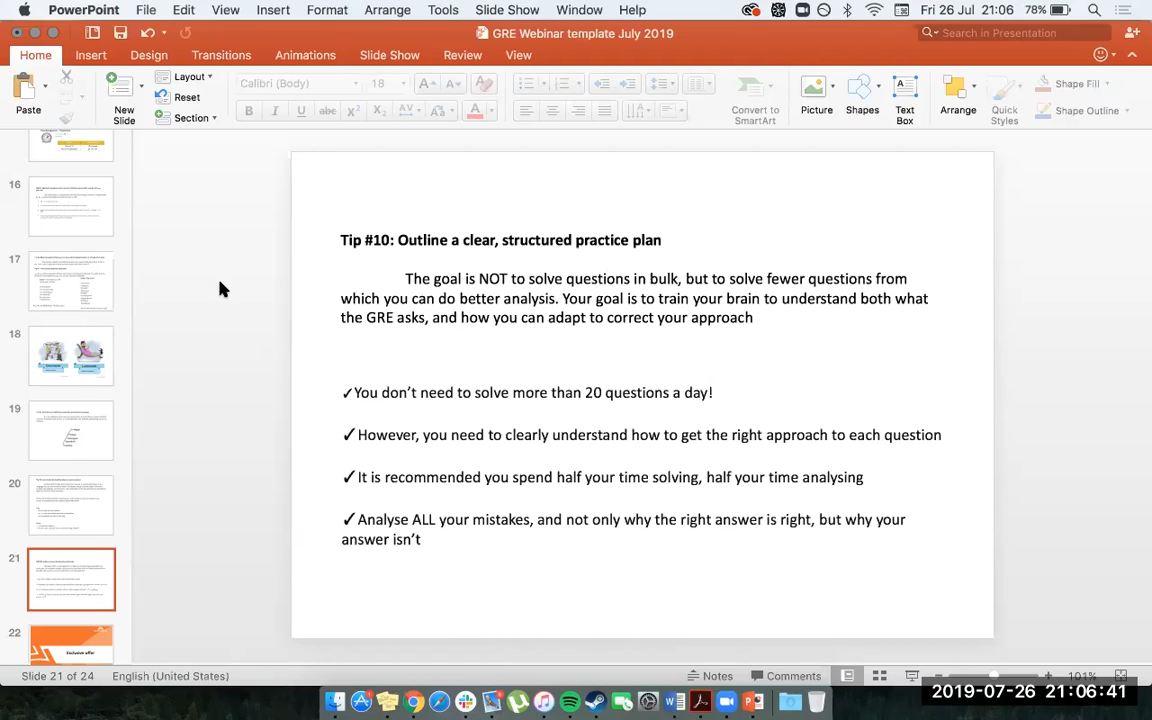 PowerPoint File Edit View Insert Format Arrange Tools Slide Show Window Help Fri 26 Jul 21:06 78%
GRE Webinar template July 2019
Search in Presentation
Home Insert Design Transitions Animations Slide Show Review View
Paste
New Slide
Layout
Reset
Section
Calibri (Body) 18
Convert to SmartArt
Picture
Shapes
Text Box
Arrange
Quick Styles
Shape Fill
Shape Outline
16
17
18
19
20
21
22
Exclusive offer
Tip #10: Outline a clear, structured practice plan
The goal is NOT to solve questions in bulk, but to solve fewer questions from
which you can do better analysis. Your goal is to train your brain to understand both what
the GRE asks, and how you can adapt to correct your approach
✓You don't need to solve more than 20 questions a day!
✓However, you need to clearly understand how to get the right approach to each question
✓It is recommended you spend half your time solving, half your time analysing
✓Analyse ALL your mistakes, and not only why the right answer is right, but why your
answer isn't
Slide 21 of 24 English (United States) Notes Comments 101%
2019-07-26 21:06:41